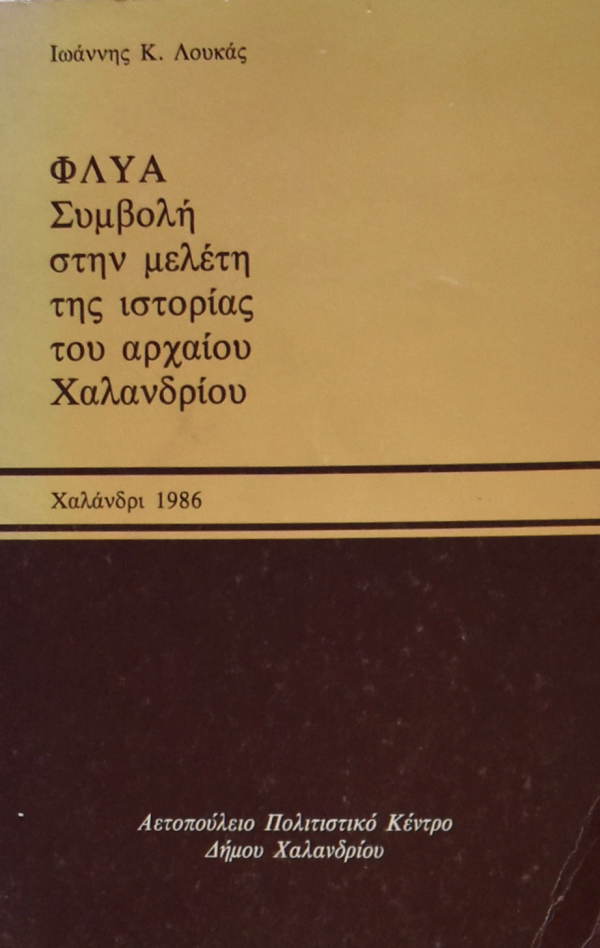 Ιωάννης Κ. Λουκάς
ΦΛΥΑ
Συμβολή
στην μελέτη
της ιστορίας
του αρχαίου
Χαλανδρίου
Χαλάνδρι 1986
Αετοπούλειο Πολιτιστικό Κέντρο
Δήμου Χαλανδρίου